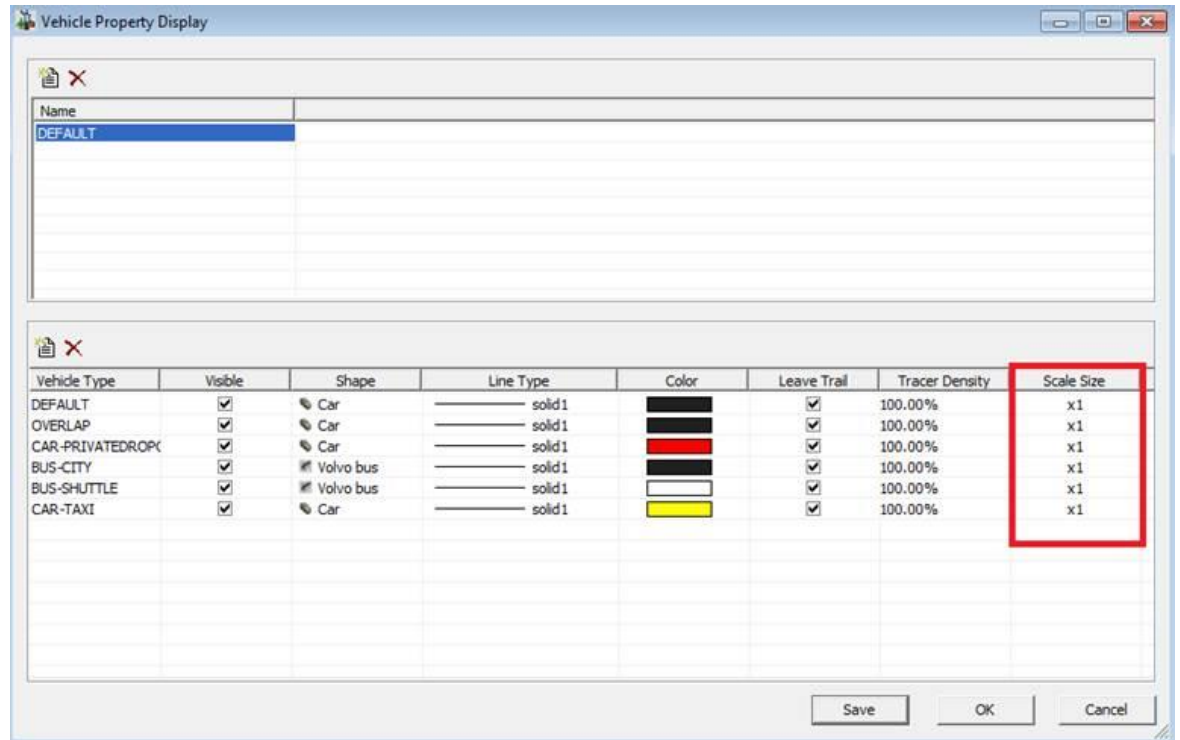 Vehicle Property Display
Name
DEFAULT
Vehicle Type Visible Shape Line Type Color Leave Trail Tracer Density Scale Size
DEFAULT Car solid1 100.00% x1
OVERLAP Car solid1 100.00% x1
CAR-PRIVATEDROPO Car solid1 100.00% x1
BUS-CITY Volvo bus solid1 100.00% x1
BUS-SHUTTLE Volvo bus solid1 100.00% x1
CAR-TAXI Car solid1 100.00% x1
Save OK Cancel